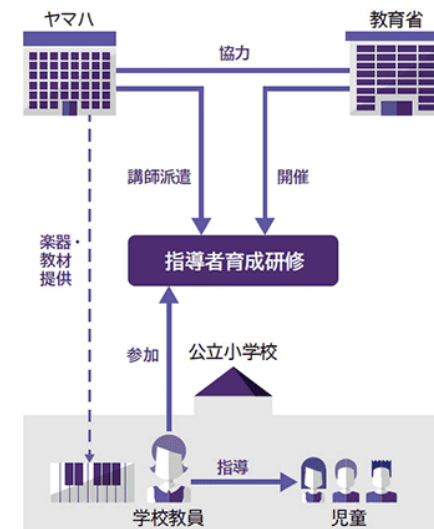 ヤマハ
教育省
協力
講師派遣
開催
楽器・
教材
提供
指導者育成研修
参加
公立小学校
指導
学校教員
児童